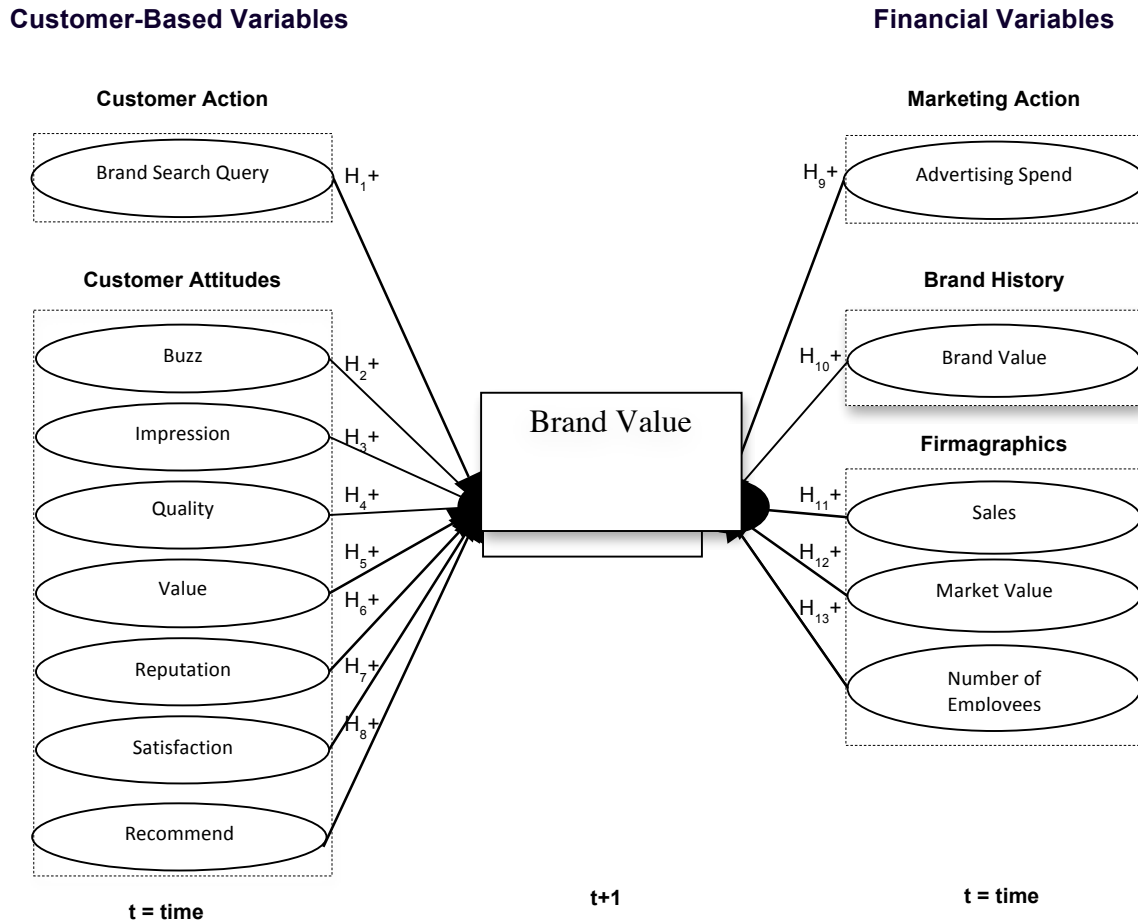 Customer-Based Variables
Customer Action
Brand Search Query
H1+
Customer Attitudes
Buzz
H2+
Impression
H3+
Quality
H4+
Value
H5+
Reputation
H6+
Satisfaction
H7+
Recommend
H8+
t = time
Brand Value
t+1
Financial Variables
Marketing Action
H9+
Advertising Spend
Brand History
H10+
Brand Value
Firmagraphics
H11+
Sales
H12+
Market Value
H13+
Number of
Employees
t = time